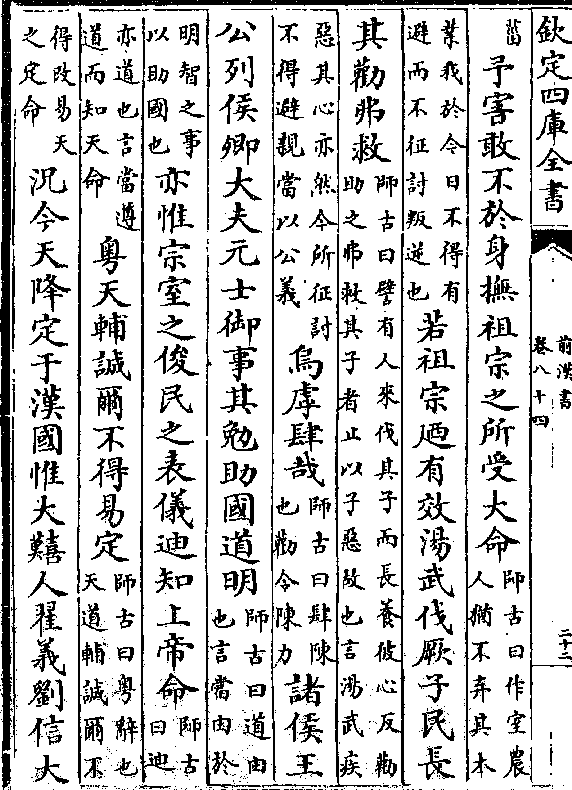 欽定四庫全書
前漢書
卷八十四
二十二
菑 予害敢不於身撫祖宗之所受大命 師古曰作室農人猶不弃其本
業我於今日不得有避而不征討叛逆也 若祖宗廼有效湯武伐厥子民長
其勸弗救 師古曰譬有人來伐其子而長養彼心反勸助之弗救其子者止以子惡故也言湯武疾
惡其心亦然今所征討不得避親當以公義 烏虖肆哉 師古曰肆陳也勸令陳力 諸侯王
公列侯卿大夫元士御事其勉助國道明 師古曰道由也言當由於
明智之事以助國也 亦惟宗室之俊民之表儀迪知上帝命 師古曰迪
亦道也言當遵道而知天命 粵天輔誠爾不得易定 師古曰粵辭也天道輔誠爾不
得改易天之定命 況今天降定于漢國惟大囏人翟義劉信大